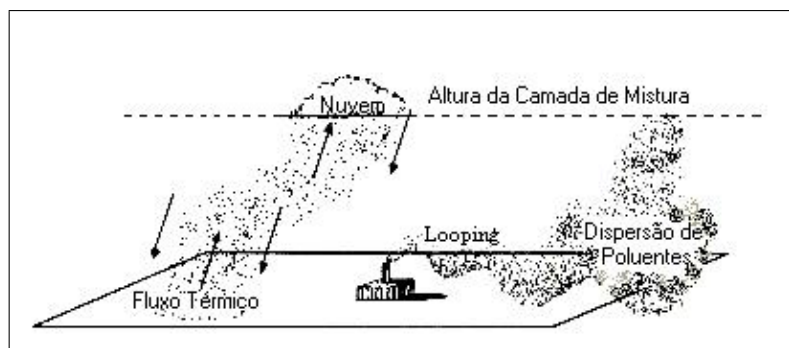 Altura da Camada de Mistura
Nuvem
Looping
Dispersão de
Poluentes
Fluxo Térmico